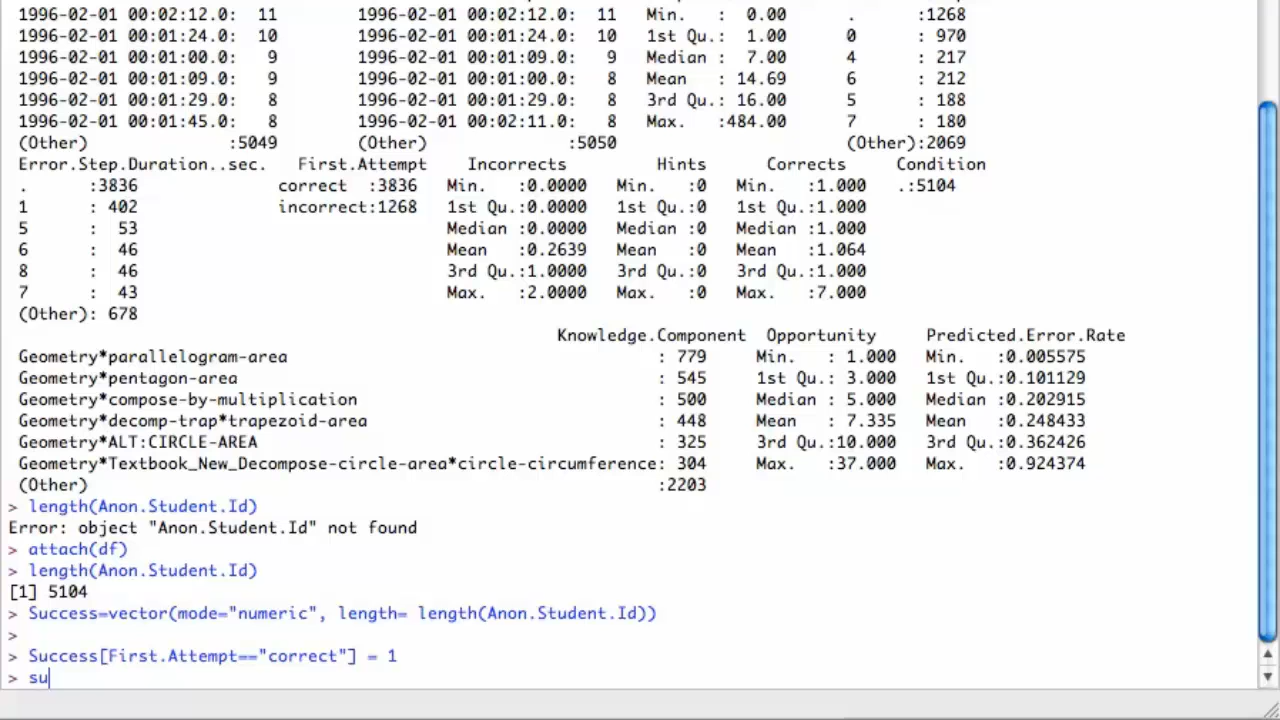 1996-02-01 00:02:12.0:  11        1996-02-01 00:02:12.0:  11   Min.   :  0.00      .      :1268
1996-02-01 00:01:24.0:  10        1996-02-01 00:01:24.0:  10   1st Qu.:  1.00      0      : 970
1996-02-01 00:01:00.0:   9        1996-02-01 00:01:09.0:   9   Median :  7.00      4      : 217
1996-02-01 00:01:09.0:   9        1996-02-01 00:01:00.0:   8   Mean   : 14.69      6      : 212
1996-02-01 00:01:29.0:   8        1996-02-01 00:01:29.0:   8   3rd Qu.: 16.00      5      : 188
1996-02-01 00:01:45.0:   8        1996-02-01 00:02:11.0:   8   Max.   :484.00      7      : 180
(Other)              :5049        (Other)              :5050                       (Other):2069
Error.Step.Duration..sec.   First.Attempt    Incorrects         Hints      Corrects     Condition
.      :3836              correct  :3836   Min.   :0.0000   Min.   :0   Min.   :1.000   .:5104
1      : 402              incorrect:1268   1st Qu.:0.0000   1st Qu.:0   1st Qu.:1.000
5      :  53                               Median :0.0000   Median :0   Median :1.000
6      :  46                               Mean   :0.2639   Mean   :0   Mean   :1.064
8      :  46                               3rd Qu.:1.0000   3rd Qu.:0   3rd Qu.:1.000
7      :  43                               Max.   :2.0000   Max.   :0   Max.   :7.000
(Other): 678
Knowledge.Component  Opportunity     Predicted.Error.Rate
Geometry*parallelogram-area                                     : 779     Min.   : 1.000   Min.   :0.005575
Geometry*pentagon-area                                          : 545     1st Qu.: 3.000   1st Qu.:0.101129
Geometry*compose-by-multiplication                              : 500     Median : 5.000   Median :0.202915
Geometry*decomp-trap*trapezoid-area                             : 448     Mean   : 7.335   Mean   :0.248433
Geometry*ALT:CIRCLE-AREA                                        : 325     3rd Qu.:10.000   3rd Qu.:0.362426
Geometry*Textbook_New_Decompose-circle-area*circle-circumference: 304     Max.   :37.000   Max.   :0.924374
(Other)                                                         :2203
> length(Anon.Student.Id)
Error: object "Anon.Student.Id" not found
> attach(df)
> length(Anon.Student.Id)
[1] 5104
> Success=vector(mode="numeric", length= length(Anon.Student.Id))
>
> Success[First.Attempt=="correct"] = 1
> su